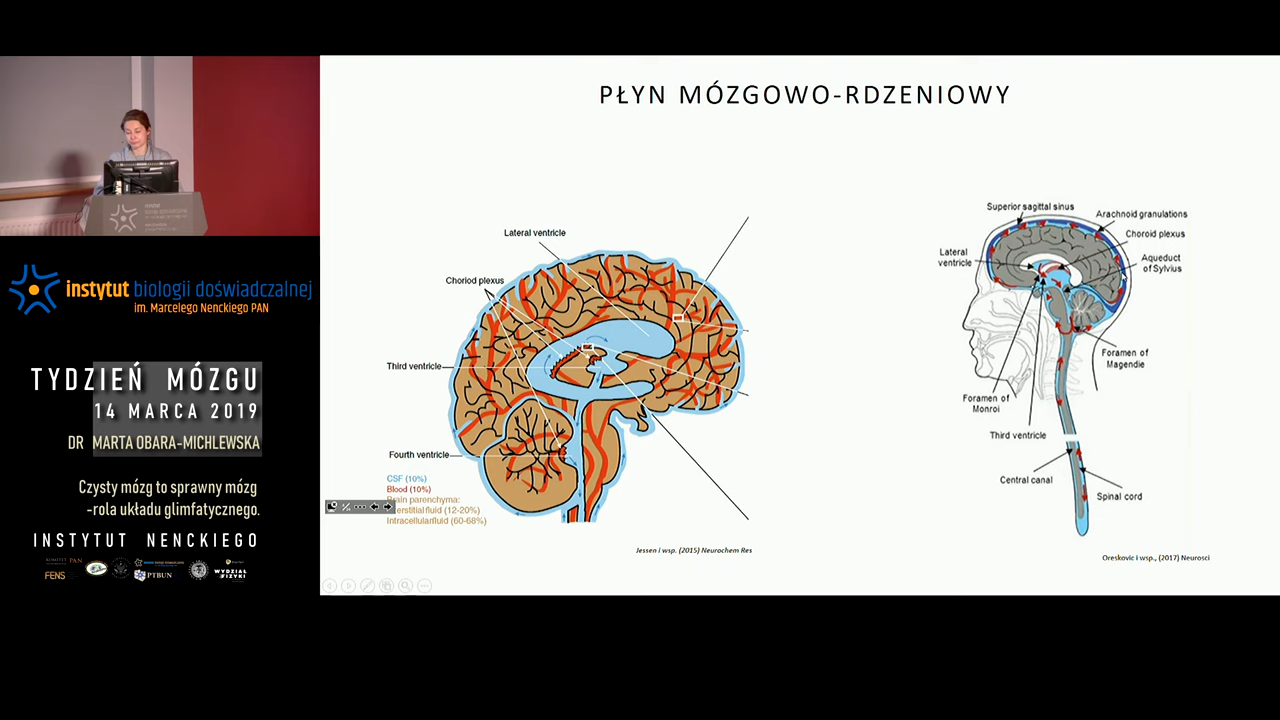 PŁYN MÓZGOWO-RDZENIOWY
instytut biologii doświadczalnej
im. Marcelego Nenckiego PAN
TYDZIEŃ MÓZGU
14 MARCA 2019
DR MARTA OBARA-MICHLEWSKA
Czysty mózg to sprawny mózg
-rola układu glimfatycznego.
INSTYTUT NENCKIEGO
FENS
PTBUN
WYDZIAŁ
FIZYKI
Lateral ventricle
Choriod plexus
Third ventricle
Fourth ventricle
CSF (10%)
Blood (10%)
Brain parenchyma:
Interstitial fluid (12-20%)
Intracellularfluid (60-68%)
Jessen i wsp. (2015) Neurochem Res
Superior sagittal sinus
Arachnoid granulations
Choroid plexus
Lateral
ventricle
Aqueduct
of Sylvius
Foramen of
Magendie
Foramen of
Monroi
Third ventricle
Central canal
Spinal cord
Oreskovic i wsp., (2017) Neurosci